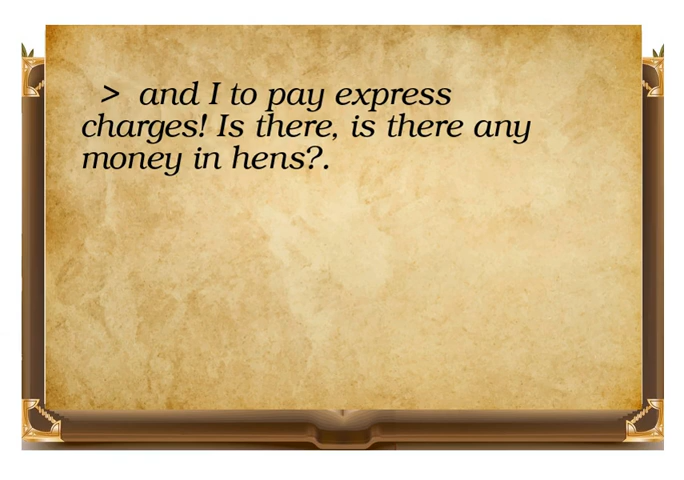 > and I to pay express
charges! Is there, is there any
money in hens?.